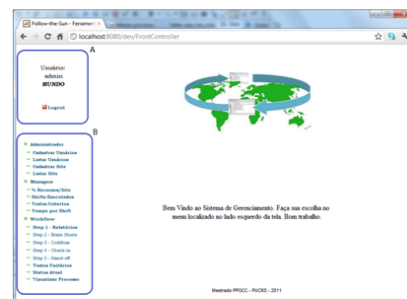 Follow-the-Sun - Ferramen
localhost:8080/dev/FrontController
A
Usuário:
admin
MUNDO
Logout
B
Administrador
Cadastrar Usuários
Listar Usuários
Cadastrar Site
Listar Site
Managers
% Recursos/Site
Shifts Executados
Testes Cobertos
Tempo por Shift
Workflow
Step 1 - Relatórios
Step 2 - Brain Storm
Step 3 - Codificar
Step 4 - Check-in
Step 5 - Hand-off
Testes Unitários
Status Atual
Visualizar Processo
Bem Vindo ao Sistema de Gerenciamento. Faça sua escolha no
menu localizado no lado esquerdo da tela. Bom trabalho.
Mestrado PPGCC - PUCRS - 2011